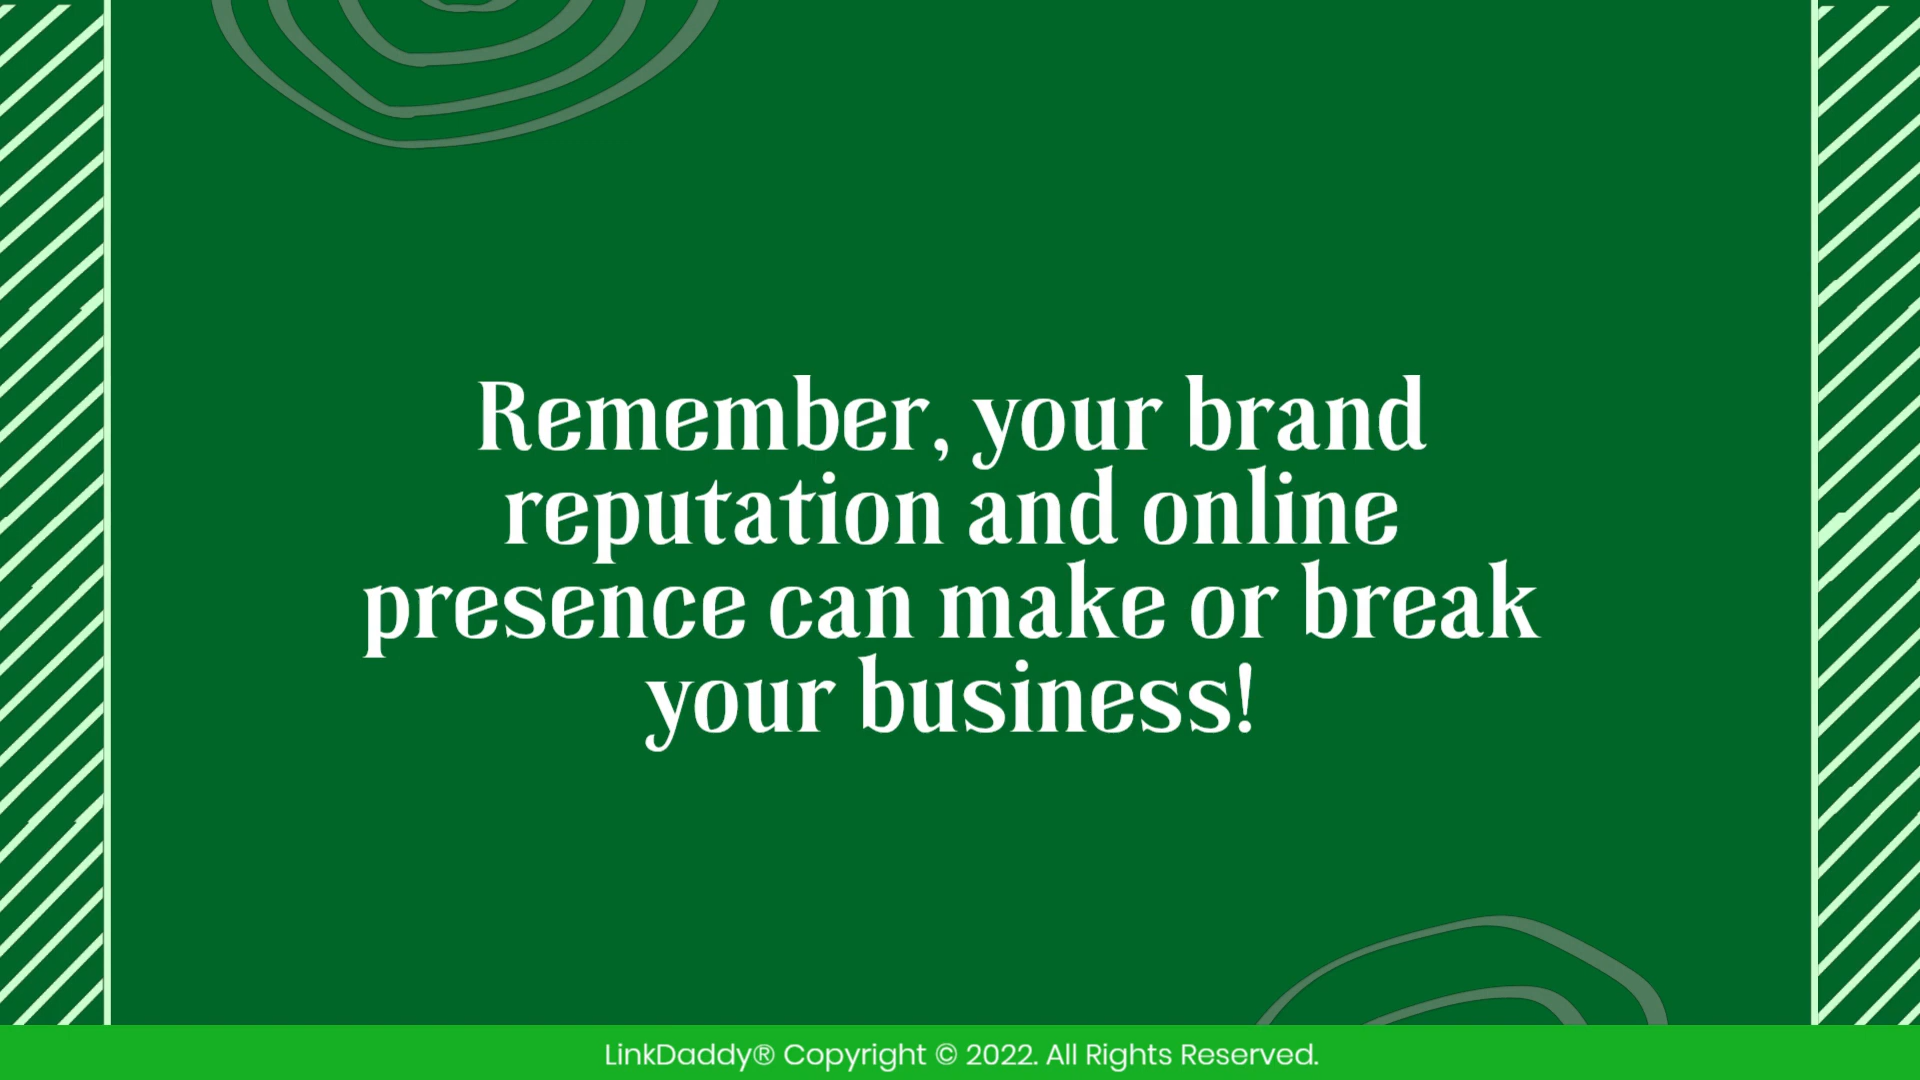 Remember, your brand
reputation and online
presence can make or break
your business!
LinkDaddy® Copyright © 2022. All Rights Reserved.